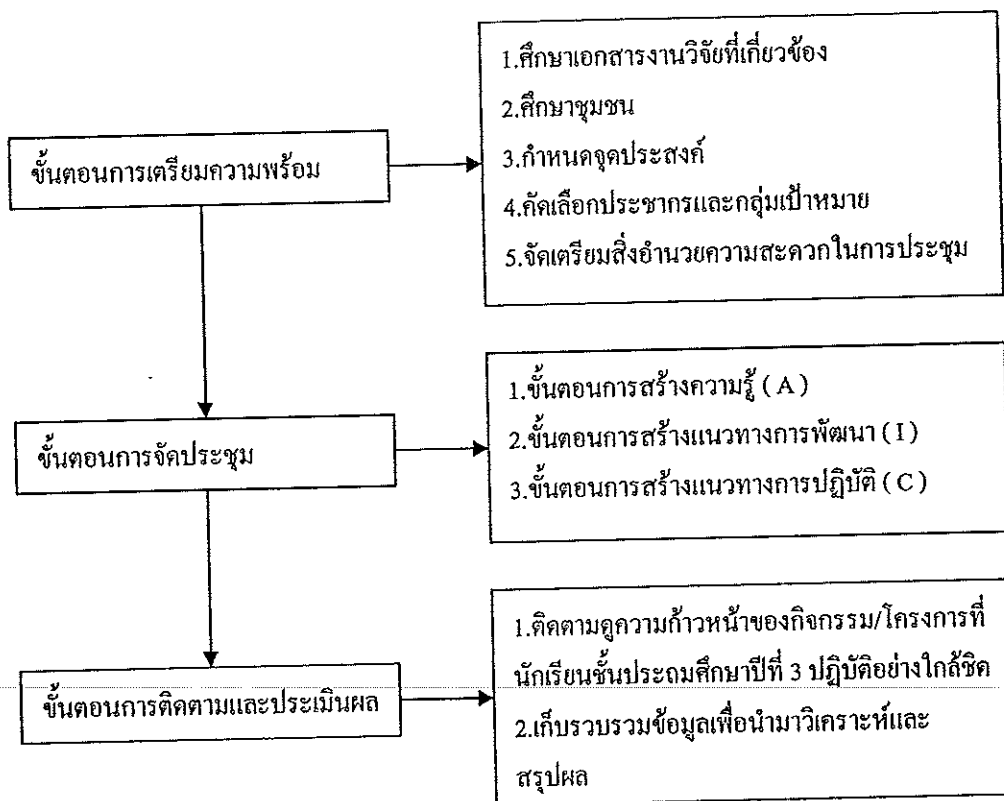 ขั้นตอนการเตรียมความพร้อม
1.ศึกษาเอกสารงานวิจัยที่เกี่ยวข้อง
2.ศึกษาชุมชน
3.กำหนดจุดประสงค์
4.คัดเลือกประชากรและกลุ่มเป้าหมาย
5.จัดเตรียมสิ่งอำนวยความสะดวกในการประชุม
ขั้นตอนการจัดประชุม
1.ขั้นตอนการสร้างความรู้ ( A )
2.ขั้นตอนการสร้างแนวทางการพัฒนา ( I )
3.ขั้นตอนการสร้างแนวทางการปฏิบัติ ( C )
ขั้นตอนการติดตามและประเมินผล
1.ติดตามดูความก้าวหน้าของกิจกรรม/โครงการที่
นักเรียนชั้นประถมศึกษาปีที่ 3 ปฏิบัติอย่างใกล้ชิด
2.เก็บรวบรวมข้อมูลเพื่อนำมาวิเคราะห์และ
สรุปผล